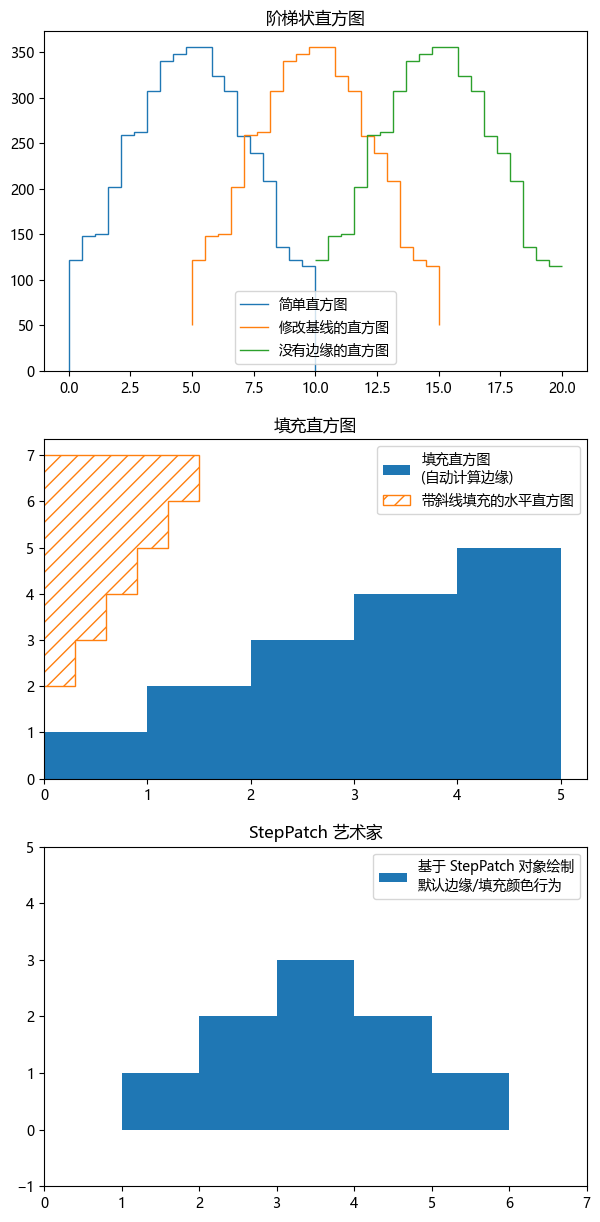 阶梯状直方图
350
300
250
200
150
100
50
0
简单直方图
修改基线的直方图
没有边缘的直方图
0.0 2.5 5.0 7.5 10.0 12.5 15.0 17.5 20.0
填充直方图
7
6
5
4
3
2
1
0
填充直方图
(自动计算边缘)
带斜线填充的水平直方图
0 1 2 3 4 5
StepPatch 艺术家
5
4
3
2
1
0
−1
基于 StepPatch 对象绘制
默认边缘/填充颜色行为
0 1 2 3 4 5 6 7